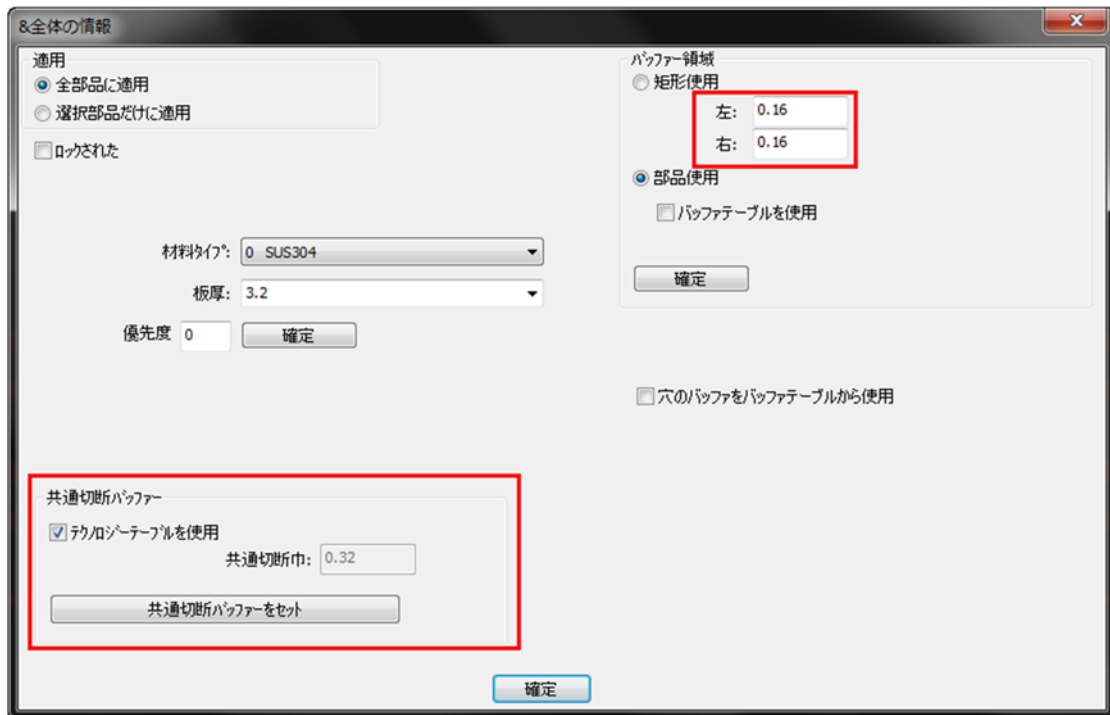 &全体の情報
適用
全部品に適用
選択部品だけに適用
ロックされた
材料タイプ: 0 SUS304
板厚: 3.2
優先度 0 確定
共通切断バッファー
テクノロジーテーブルを使用
共通切断巾: 0.32
共通切断バッファーをセット
バッファー領域
矩形使用
左: 0.16
右: 0.16
部品使用
バッファテーブルを使用
確定
穴のバッファをバッファテーブルから使用
確定